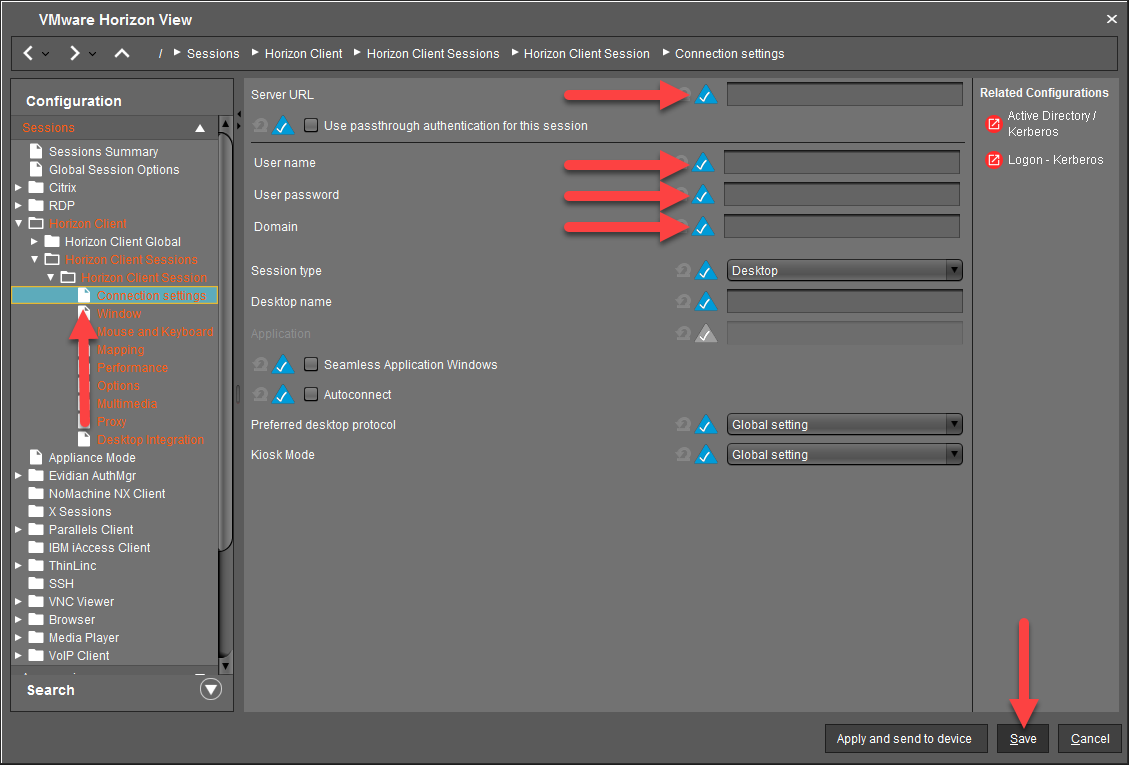 VMware Horizon View
/ Sessions Horizon Client Horizon Client Sessions Horizon Client Session Connection settings
Configuration
Sessions
Sessions Summary
Global Session Options
Citrix
RDP
Horizon Client
Horizon Client Global
Horizon Client Sessions
Horizon Client Session
Connection settings
Window
Mouse and Keyboard
Mapping
Performance
Options
Multimedia
Proxy
Desktop Integration
Appliance Mode
Evidian AuthMgr
NoMachine NX Client
X Sessions
Parallels Client
IBM iAccess Client
ThinLinc
SSH
VNC Viewer
Browser
Media Player
VoIP Client
Search
Server URL
Use passthrough authentication for this session
User name
User password
Domain
Session type Desktop
Desktop name
Application
Seamless Application Windows
Autoconnect
Preferred desktop protocol Global setting
Kiosk Mode Global setting
Related Configurations
Active Directory /
Kerberos
Logon - Kerberos
Apply and send to device Save Cancel